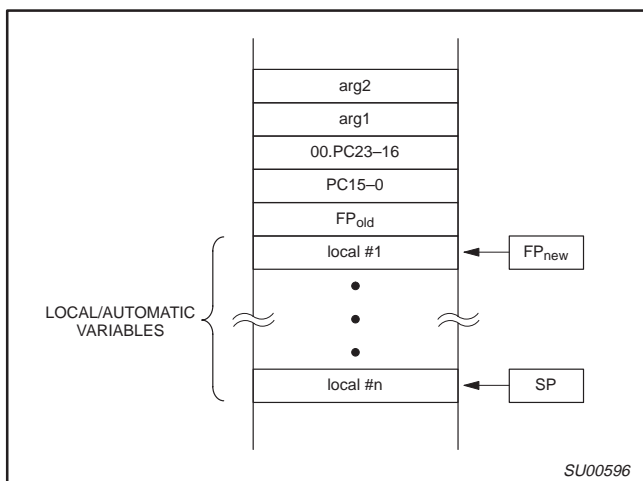 arg2
arg1
00.PC23–16
PC15–0
FPold
local #1
FPnew
LOCAL/AUTOMATIC
VARIABLES
local #n
SP
SU00596